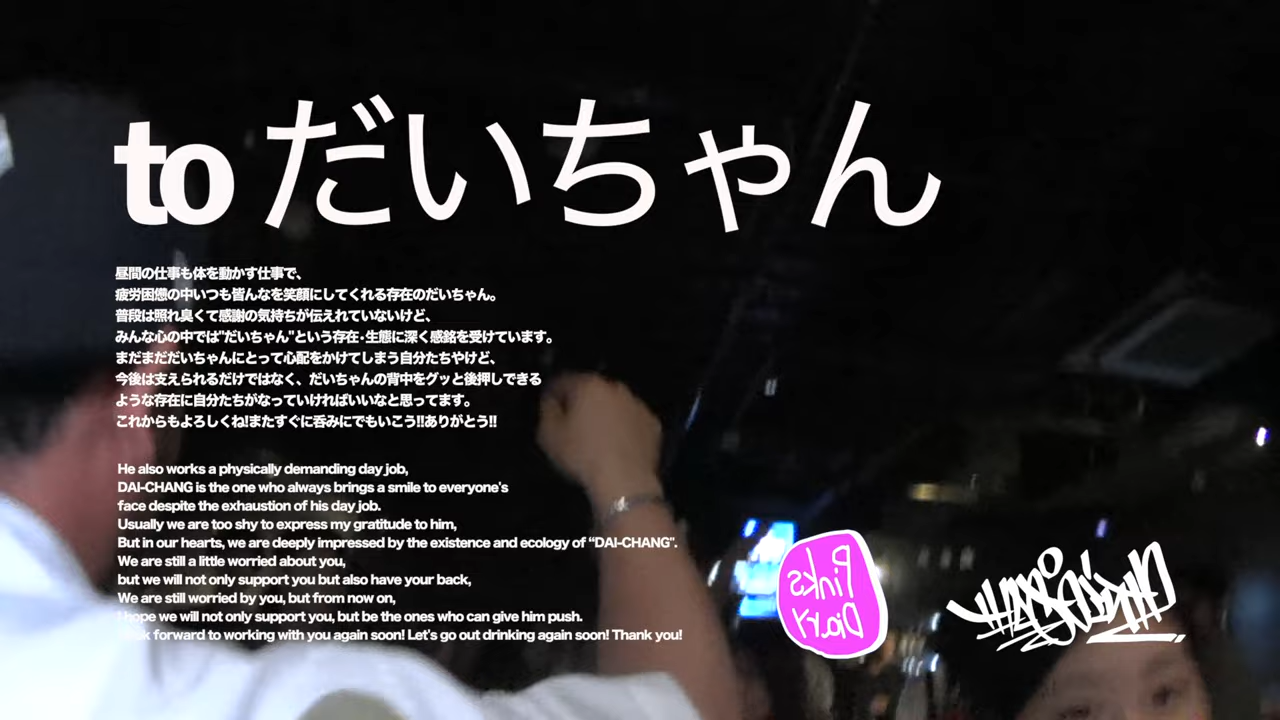 to だいちゃん
昼間の仕事も体を動かす仕事で、
疲労困憊の中いつも皆んなを笑顔にしてくれる存在のだいちゃん。
普段は照れ臭くて感謝の気持ちが伝えれていないけど、
みんな心の中では"だいちゃん"という存在・生態に深く感銘を受けています。
まだまだだいちゃんにとって心配をかけてしまう自分たちやけど、
今後は支えられるだけではなく、だいちゃんの背中をグッと後押しできる
ような存在に自分たちがなっていければいいなと思ってます。
これからもよろしくね!またすぐに呑みにでもいこう!!ありがとう!!
He also works a physically demanding day job,
DAI-CHANG is the one who always brings a smile to everyone's
face despite the exhaustion of his day job.
Usually we are too shy to express my gratitude to him,
But in our hearts, we are deeply impressed by the existence and ecology of “DAI-CHANG".
We are still a little worried about you,
but we will not only support you but also have your back,
We are still worried by you, but from now on,
I hope we will not only support you, but be the ones who can give him push.
forward to working with you again soon! Let's go out drinking again soon! Thank you!
Pinks
Diary